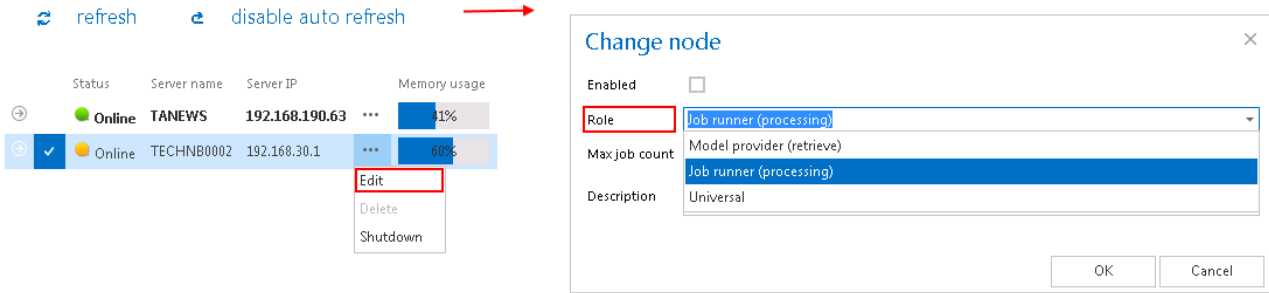 refresh disable auto refresh
Status Server name Server IP Memory usage
Online TANEWS 192.168.190.63 ••• 41%
Online TECHNB0002 192.168.30.1 ••• 60%
Edit
Delete
Shutdown
Change node
Enabled
Role Job runner (processing)
Max job count Model provider (retrieve)
Job runner (processing)
Description Universal
OK Cancel